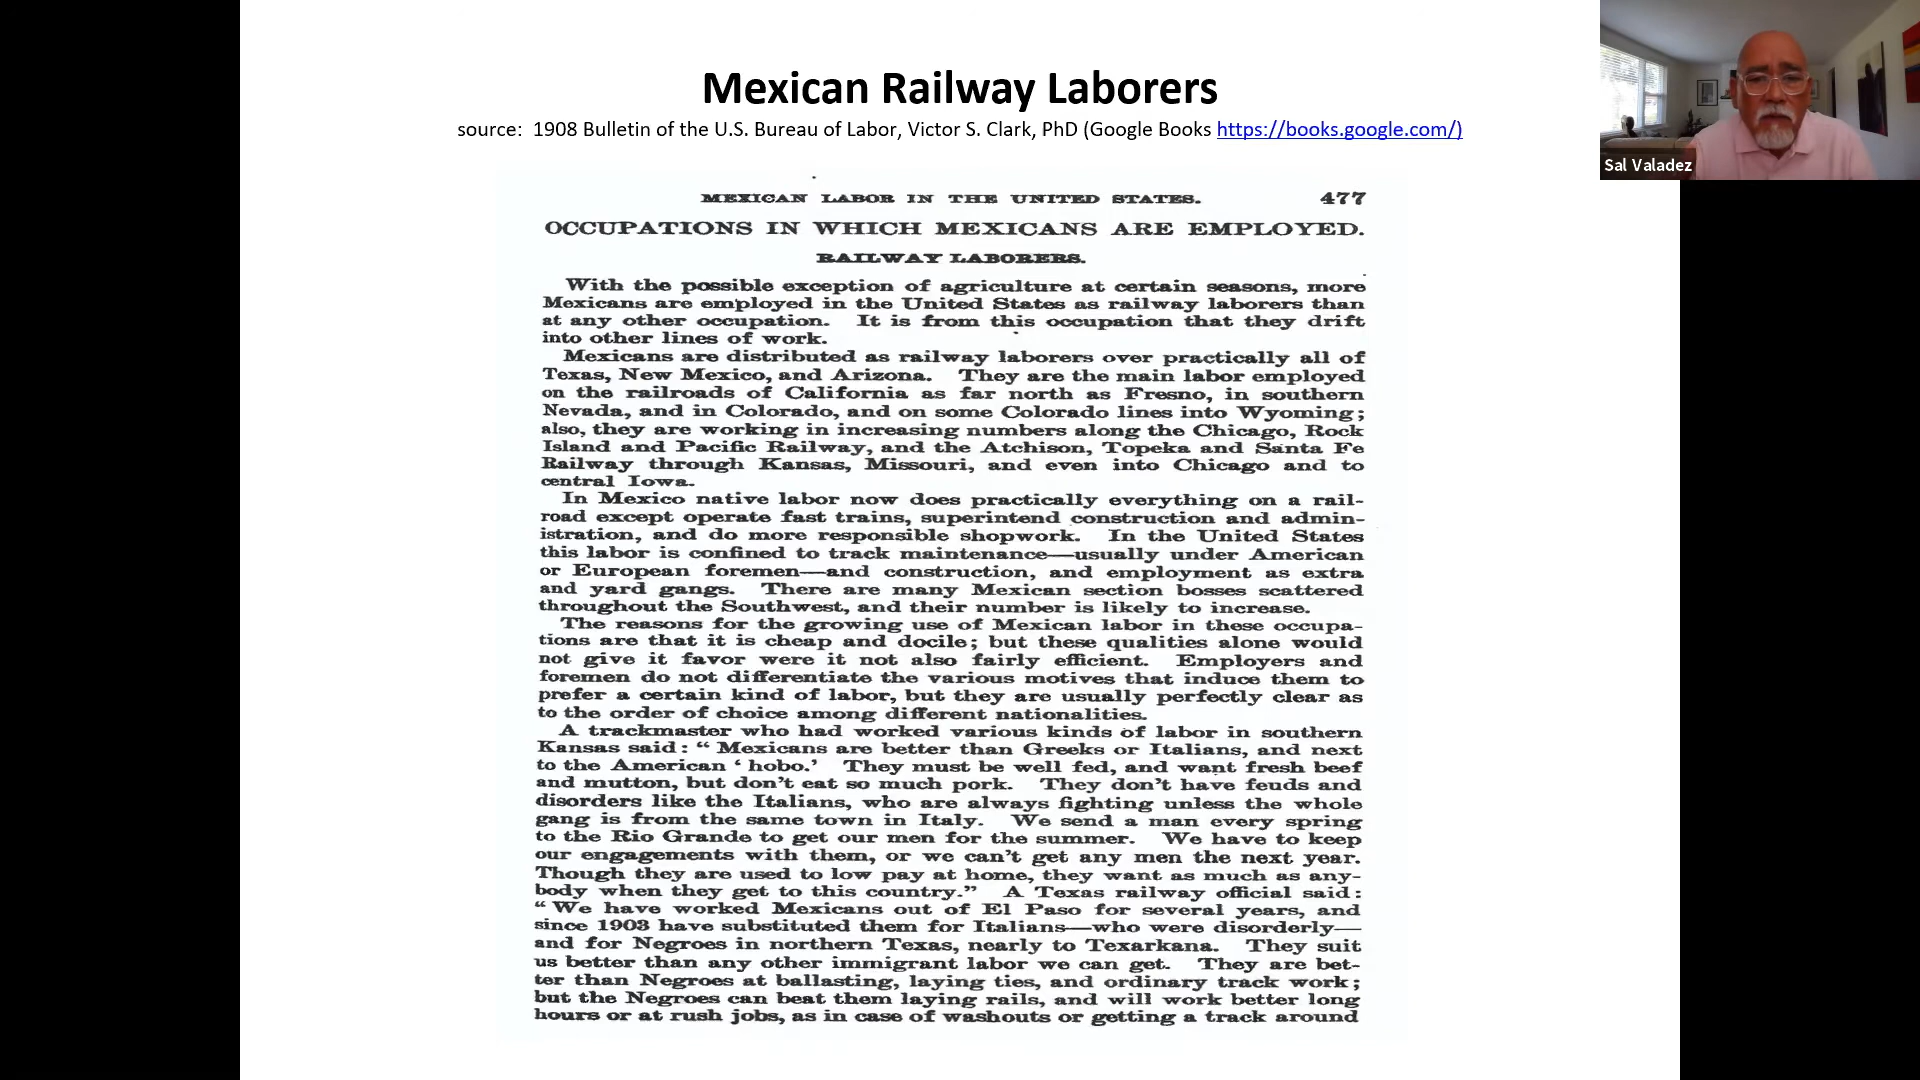 Mexican Railway Laborers
source: 1908 Bulletin of the U.S. Bureau of Labor, Victor S. Clark, PhD (Google Books https://books.google.com/)
Sal Valadez
MEXICAN LABOR IN THE UNITED STATES. 477
OCCUPATIONS IN WHICH MEXICANS ARE EMPLOYED.
RAILWAY LABORERS.
With the possible exception of agriculture at certain seasons, more
Mexicans are employed in the United States as railway laborers than
at any other occupation. It is from this occupation that they drift
into other lines of work.
Mexicans are distributed as railway laborers over practically all of
Texas, New Mexico, and Arizona. They are the main labor employed
on the railroads of California as far north as Fresno, in southern
Nevada, and in Colorado, and on some Colorado lines into Wyoming;
also, they are working in increasing numbers along the Chicago, Rock
Island and Pacific Railway, and the Atchison, Topeka and Santa Fe
Railway through Kansas, Missouri, and even into Chicago and to
central Iowa.
In Mexico native labor now does practically everything on a rail-
road except operate fast trains, superintend construction and admin-
istration, and do more responsible shopwork. In the United States
this labor is confined to track maintenance—usually under American
or European foremen—and construction, and employment as extra
and yard gangs. There are many Mexican section bosses scattered
throughout the Southwest, and their number is likely to increase.
The reasons for the growing use of Mexican labor in these occupa-
tions are that it is cheap and docile; but these qualities alone would
not give it favor were it not also fairly efficient. Employers and
foremen do not differentiate the various motives that induce them to
prefer a certain kind of labor, but they are usually perfectly clear as
to the order of choice among different nationalities.
A trackmaster who had worked various kinds of labor in southern
Kansas said: “Mexicans are better than Greeks or Italians, and next
to the American ‘hobo.’ They must be well fed, and want fresh beef
and mutton, but don’t eat so much pork. They don’t have feuds and
disorders like the Italians, who are always fighting unless the whole
gang is from the same town in Italy. We send a man every spring
to the Rio Grande to get our men for the summer. We have to keep
our engagements with them, or we can’t get any men the next year.
Though they are used to low pay at home, they want as much as any-
body when they get to this country.” A Texas railway official said:
“We have worked Mexicans out of El Paso for several years, and
since 1903 have substituted them for Italians—who were disorderly—
and for Negroes in northern Texas, nearly to Texarkana. They suit
us better than any other immigrant labor we can get. They are bet-
ter than Negroes at ballasting, laying ties, and ordinary track work;
but the Negroes can beat them laying rails, and will work better long
hours or at rush jobs, as in case of washouts or getting a track around